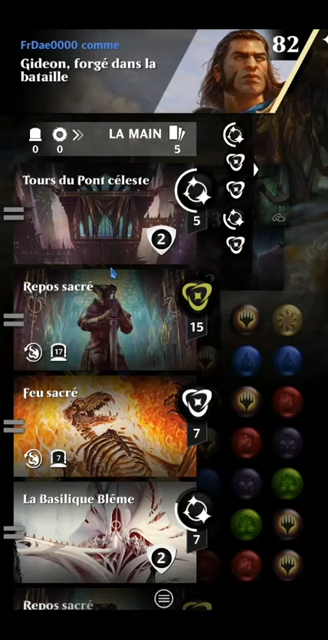 FrDae0000 comme
82
Gideon, forgé dans la
bataille
LA MAIN
0 0 5
Tours du Pont céleste
5
2
Repos sacré
15
17
Feu sacré
7
7
La Basilique Blême
7
2
Repos sacré